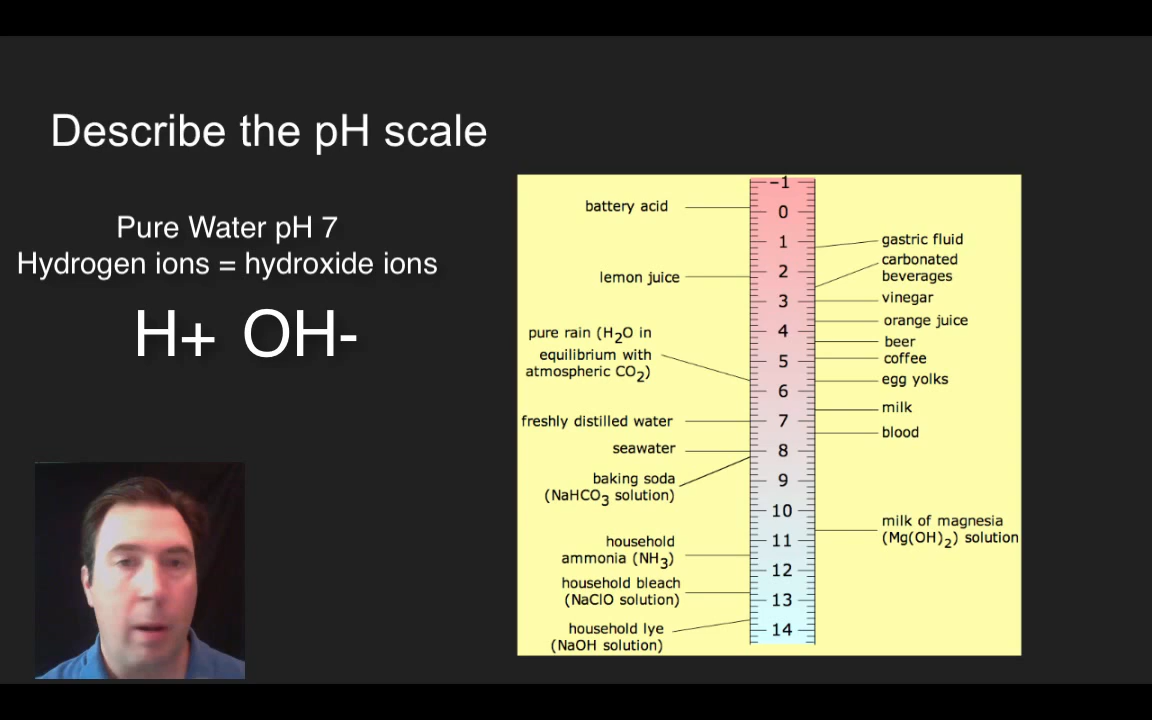 Describe the pH scale
Pure Water pH 7
Hydrogen ions = hydroxide ions
H+ OH-
battery acid
lemon juice
pure rain (H₂O in
equilibrium with
atmospheric CO₂)
freshly distilled water
seawater
baking soda
(NaHCO₃ solution)
household
ammonia (NH₃)
household bleach
(NaClO solution)
household lye
(NaOH solution)
–1
0
1
2
3
4
5
6
7
8
9
10
11
12
13
14
gastric fluid
carbonated
beverages
vinegar
orange juice
beer
coffee
egg yolks
milk
blood
milk of magnesia
(Mg(OH)₂) solution